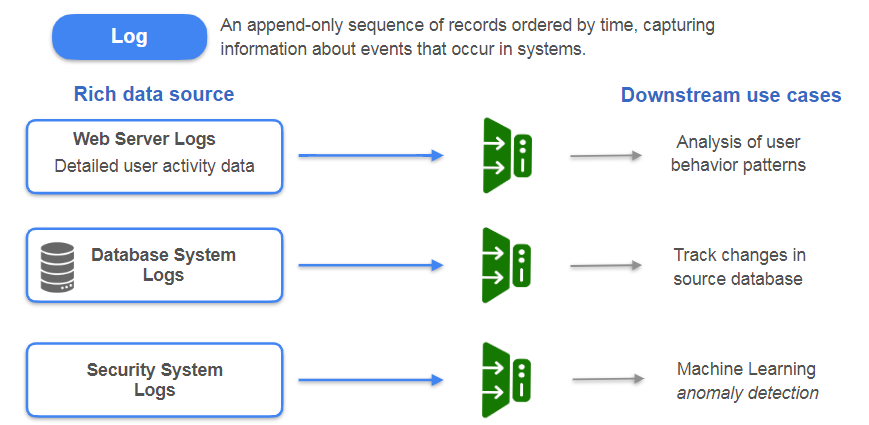 Log
An append-only sequence of records ordered by time, capturing
information about events that occur in systems.
Rich data source
Downstream use cases
Web Server Logs
Detailed user activity data
Analysis of user
behavior patterns
Database System
Logs
Track changes in
source database
Security System
Logs
Machine Learning
anomaly detection